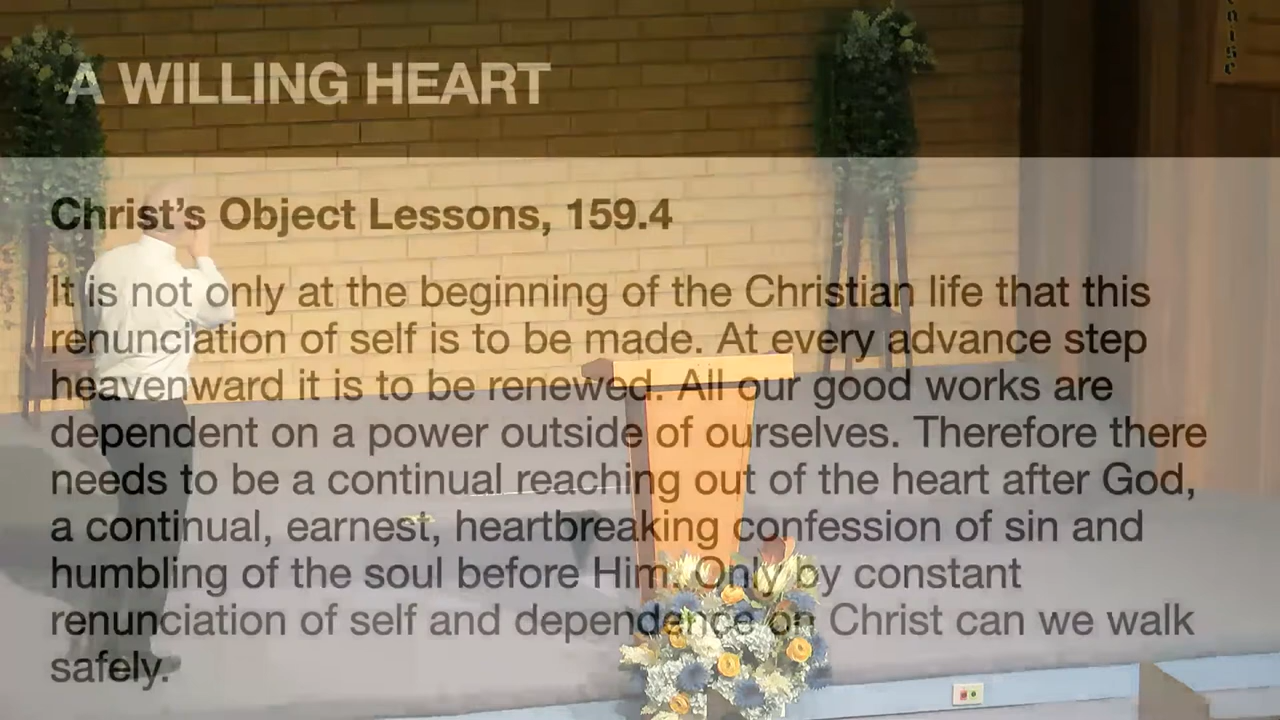 A WILLING HEART
Christ's Object Lessons, 159.4
It is not only at the beginning of the Christian life that this
renunciation of self is to be made. At every advance step
heavenward it is to be renewed. All our good works are
dependent on a power outside of ourselves. Therefore there
needs to be a continual reaching out of the heart after God,
a continual, earnest, heartbreaking confession of sin and
humbling of the soul before Him. Only by constant
renunciation of self and dependence on Christ can we walk
safely.